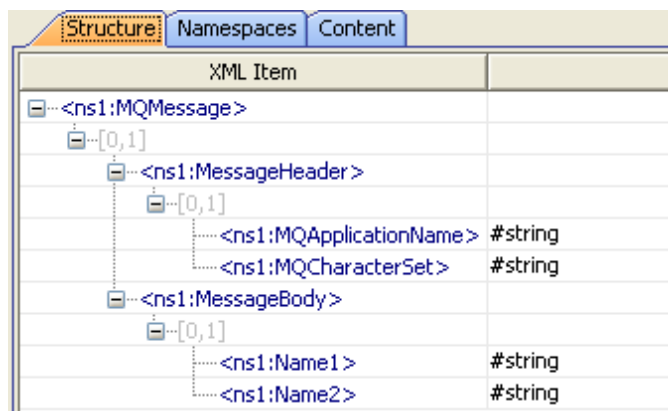 Structure Namespaces Content
XML Item
<ns1:MQMessage>
[0,1]
<ns1:MessageHeader>
[0,1]
<ns1:MQApplicationName> #string
<ns1:MQCharacterSet> #string
<ns1:MessageBody>
[0,1]
<ns1:Name1> #string
<ns1:Name2> #string